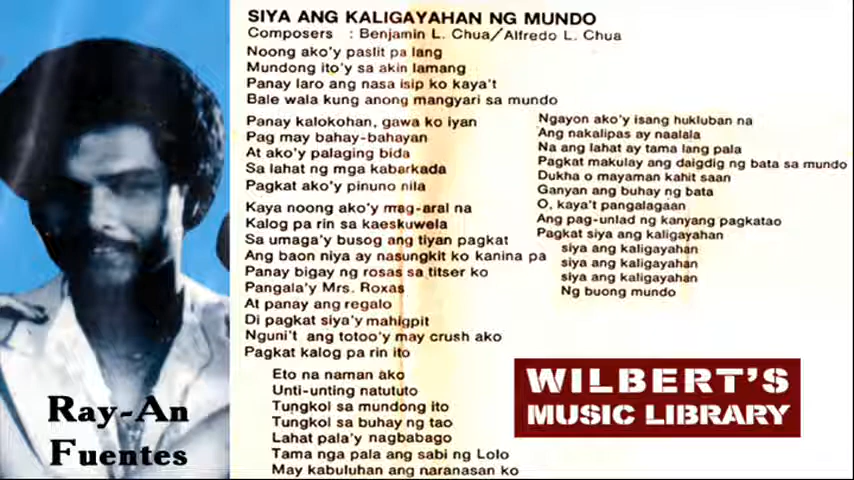 SIYA ANG KALIGAYAHAN NG MUNDO
Composers : Benjamin L. Chua/Alfredo L. Chua
Noong ako'y paslit pa lang
Mundong ito'y sa akin lamang
Panay laro ang nasa isip ko kaya't
Bale wala kung anong mangyari sa mundo
Panay kalokohan, gawa ko iyan
Pag may bahay-bahayan
At ako'y palaging bida
Sa lahat ng mga kabarkada
Pagkat ako'y pinuno nila
Kaya noong ako'y mag-aral na
Kalog pa rin sa kaeskuwela
Sa umaga'y busog ang tiyan pagkat
Ang baon niya ay nasungkit ko kanina pa
Panay bigay ng rosas sa titser ko
Pangala'y Mrs. Roxas
At panay ang regalo
Di pagkat siya'y mahigpit
Nguni't ang totoo'y may crush ako
Pagkat kalog pa rin ito
Eto na naman ako
Unti-unting natututo
Tungkol sa mundong ito
Tungkol sa buhay ng tao
Lahat pala'y nagbabago
Tama nga pala ang sabi ng Lolo
May kabuluhan ang naranasan ko
Ngayon ako'y isang hukluban na
Ang nakalipas ay naalala
Na ang lahat ay tama lang pala
Pagkat makulay ang daigdig ng bata sa mundo
Dukha o mayaman kahit saan
Ganyan ang buhay ng bata
O, kaya't pangalagaan
Ang pag-unlad ng kanyang pagkatao
Pagkat siya ang kaligayahan
siya ang kaligayahan
siya ang kaligayahan
siya ang kaligayahan
Ng buong mundo
Ray-An
Fuentes
WILBERT'S
MUSIC LIBRARY